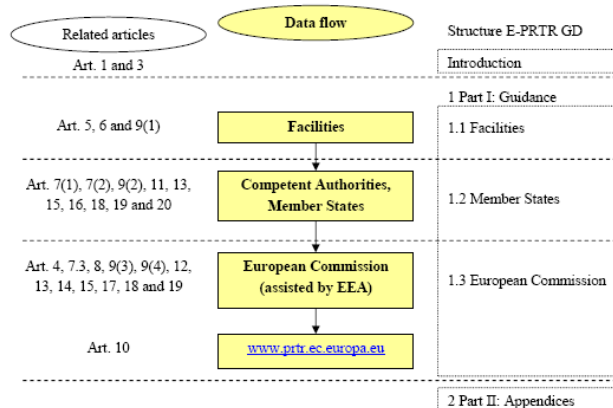 Related articles
Data flow
Structure E-PRTR GD
Art. 1 and 3
Introduction
1 Part I: Guidance
Art. 5, 6 and 9(1)
Facilities
1.1 Facilities
Art. 7(1), 7(2), 9(2), 11, 13,
15, 16, 18, 19 and 20
Competent Authorities,
Member States
1.2 Member States
Art. 4, 7.3, 8, 9(3), 9(4), 12,
13, 14, 15, 17, 18 and 19
European Commission
(assisted by EEA)
1.3 European Commission
Art. 10
www.prtr.ec.europa.eu
2 Part II: Appendices